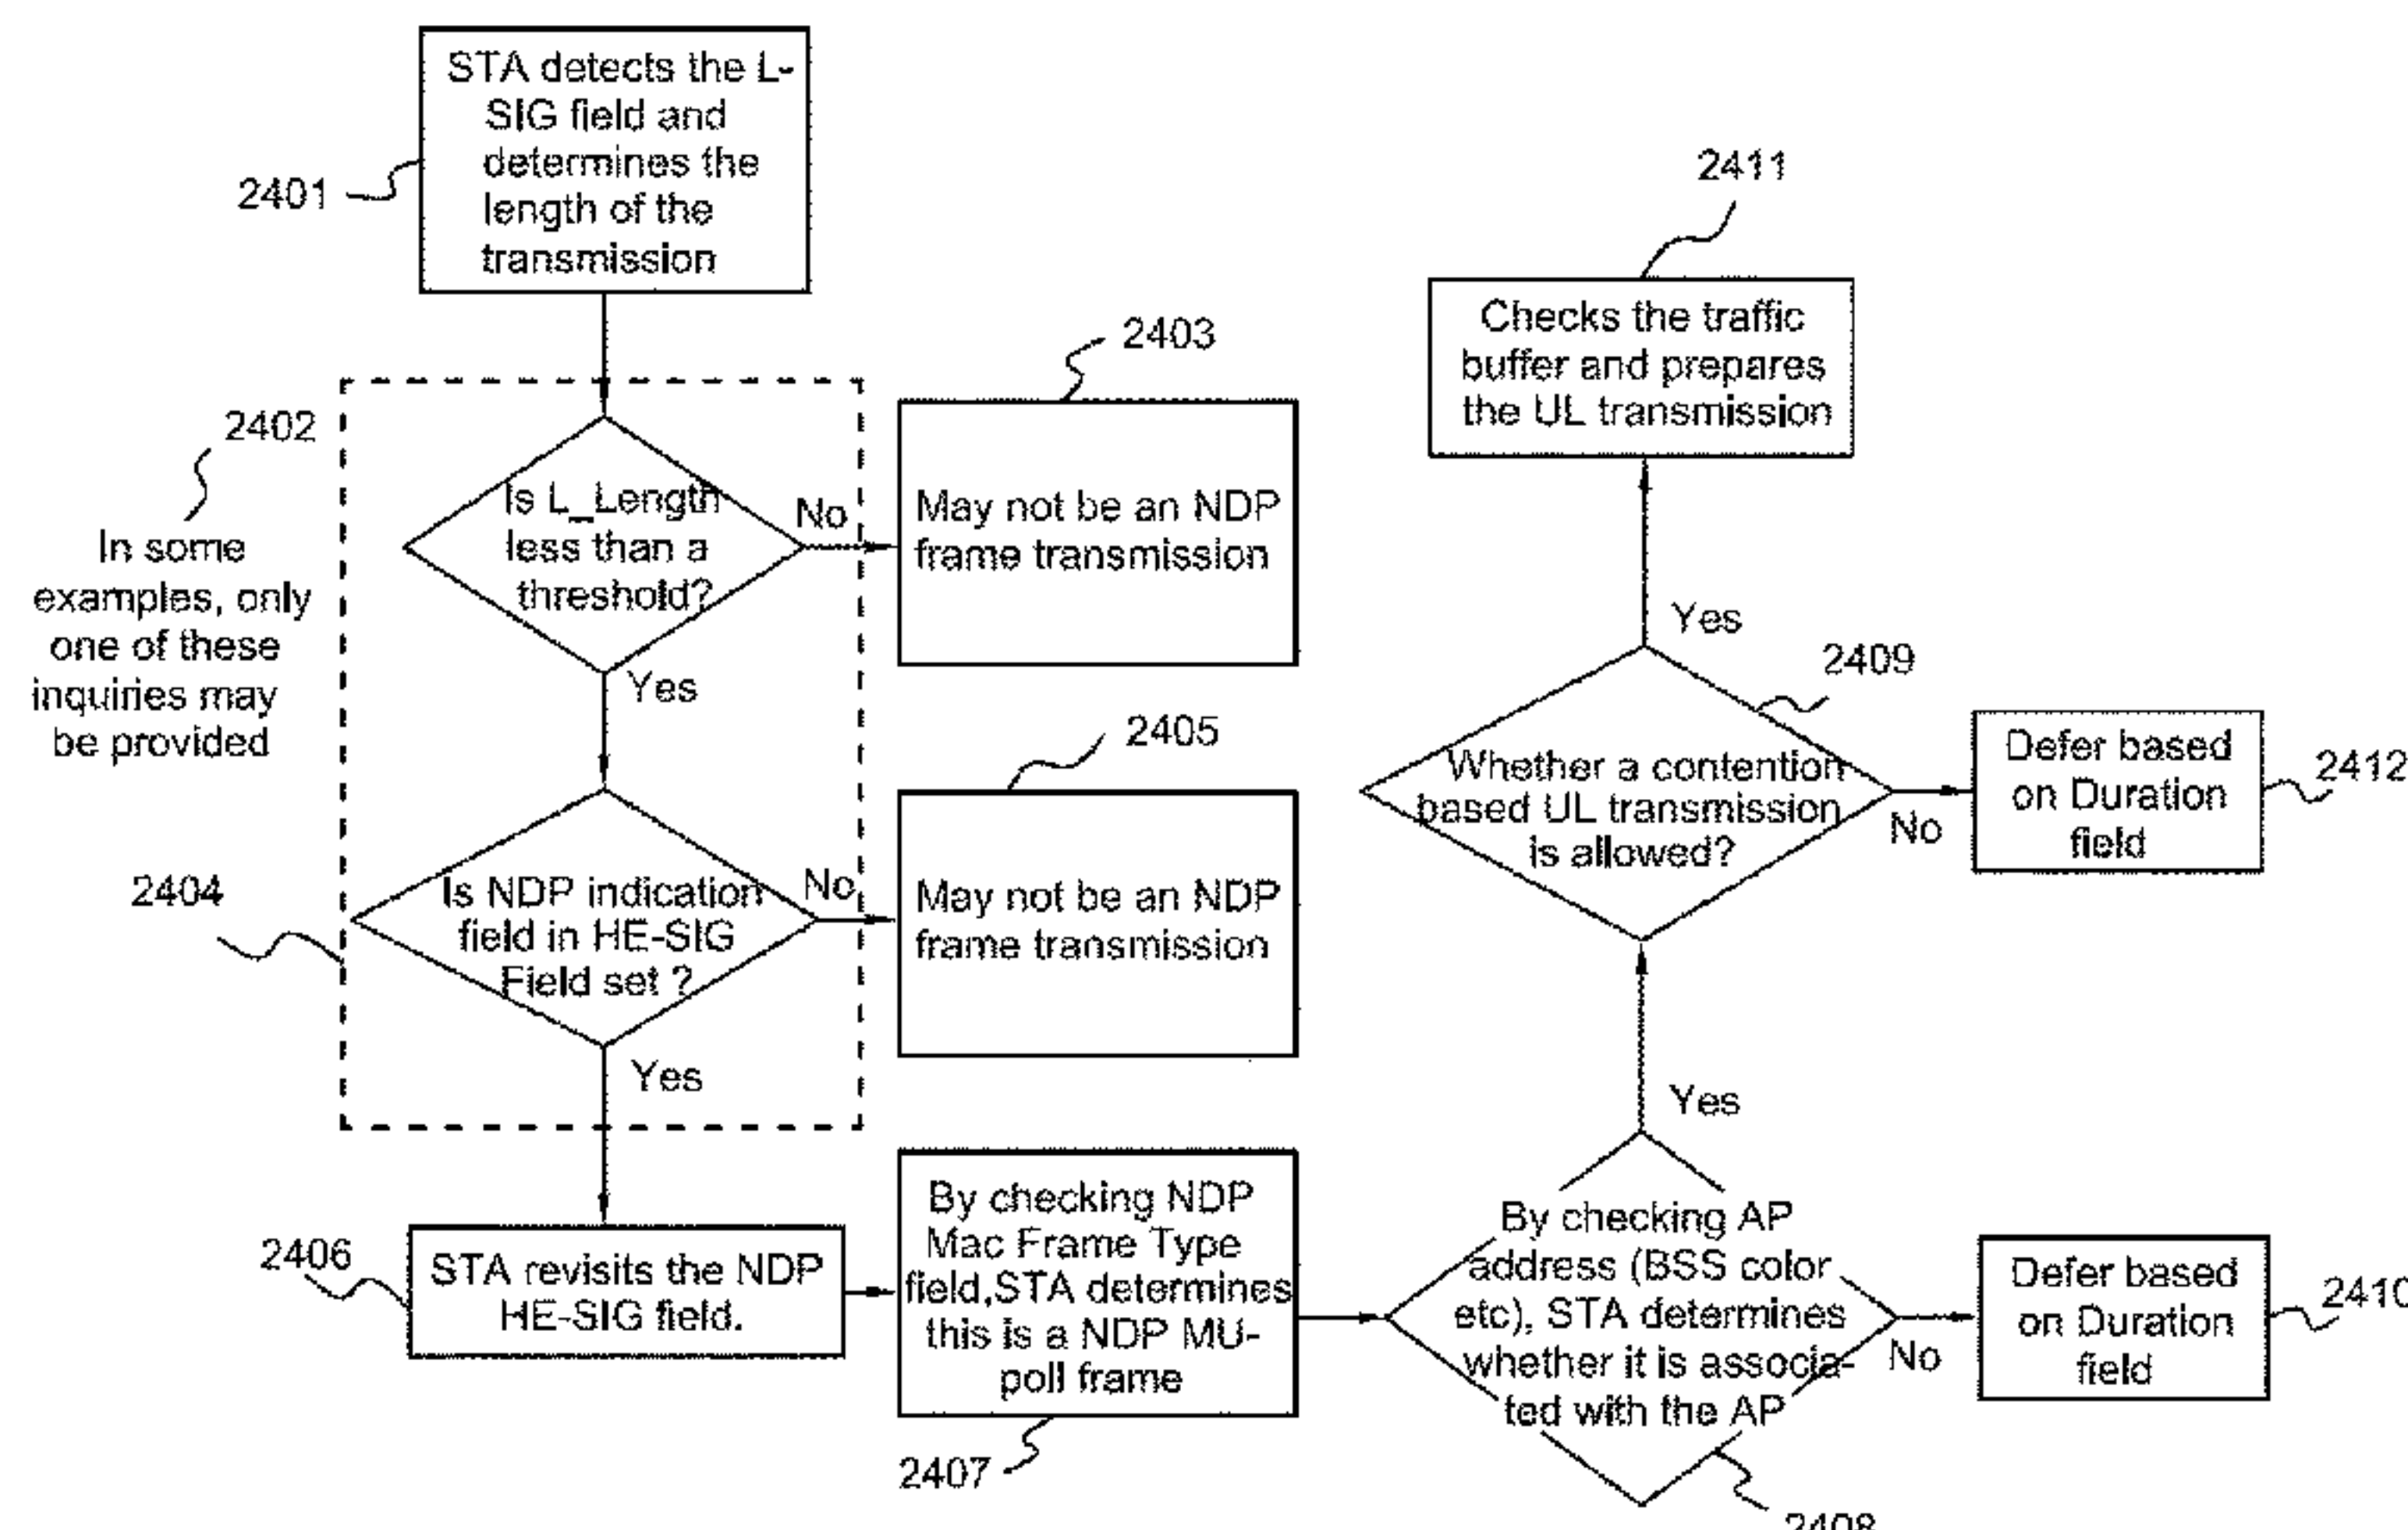 STA detects the L-
SIG field and
determines the
length of the
transmission
2401
2402
In some
examples, only
one of these
inquiries may
be provided
Is L_Length
less than a
threshold?
No
Yes
2403
May not be an NDP
frame transmission
2404
Is NDP indication
field in HE-SIG
Field set ?
No
Yes
2405
May not be an NDP
frame transmission
2406
STA revisits the NDP
HE-SIG field.
By checking NDP
Mac Frame Type
field,STA determines
this is a NDP MU-
poll frame
2407
By checking AP
address (BSS color
etc), STA determines
whether it is associa-
ted with the AP
2408
No
Defer based
on Duration
field
2410
Yes
Whether a contention
based UL transmission
is allowed?
2409
No
Defer based
on Duration
field
2412
Yes
Checks the traffic
buffer and prepares
the UL transmission
2411